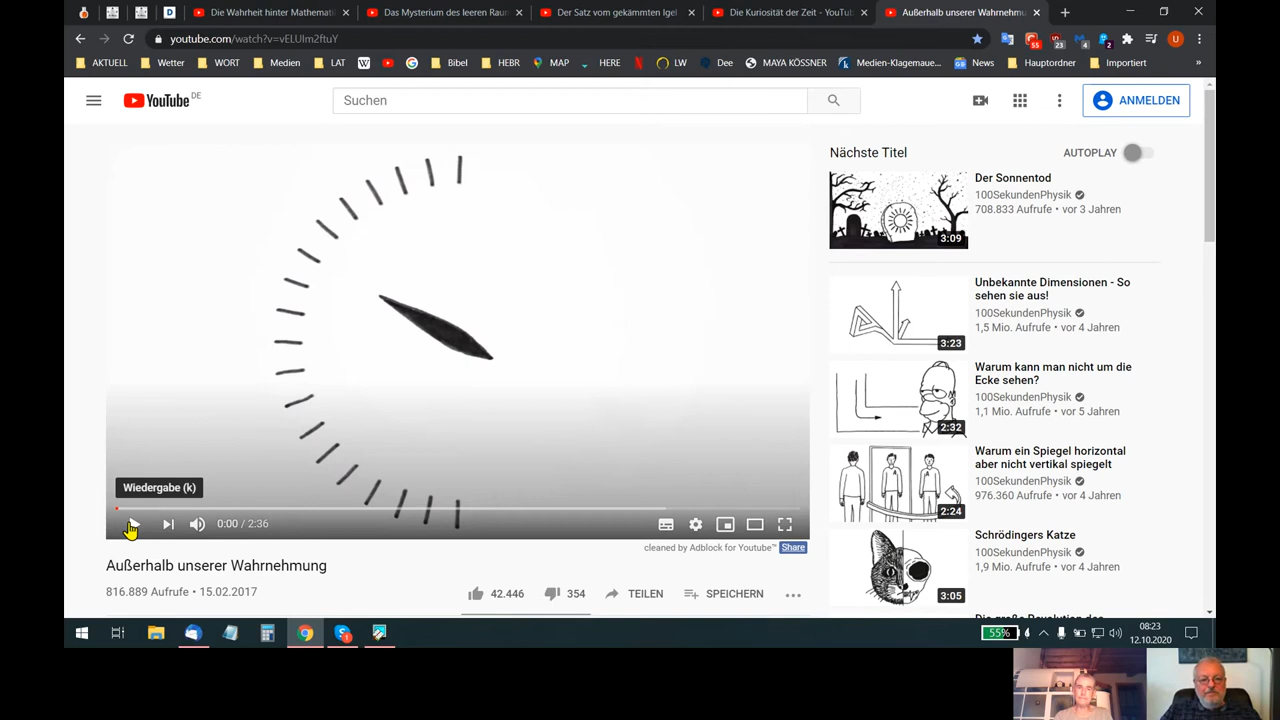 Die Wahrheit hinter Mathemati
Das Mysterium des leeren Raun
Der Satz vom gekämmten Igel
Die Kuriosität der Zeit - YouTub
Außerhalb unserer Wahrnehmu
youtube.com/watch?v=vELUIm2ftuY
55
23
4
2
U
AKTUELL
Wetter
WORT
Medien
LAT
W
G
Bibel
HEBR
MAP
HERE
N
LW
Dee
MAYA KÖSSNER
Medien-Klagemaue...
News
Hauptordner
Importiert
»
YouTube DE
Suchen
ANMELDEN
Nächste Titel
AUTOPLAY
Der Sonnentod
100SekundenPhysik
708.833 Aufrufe • vor 3 Jahren
3:09
Unbekannte Dimensionen - So
sehen sie aus!
100SekundenPhysik
1,5 Mio. Aufrufe • vor 4 Jahren
3:23
Warum kann man nicht um die
Ecke sehen?
100SekundenPhysik
1,1 Mio. Aufrufe • vor 5 Jahren
2:32
Warum ein Spiegel horizontal
aber nicht vertikal spiegelt
100SekundenPhysik
976.360 Aufrufe • vor 4 Jahren
2:24
Schrödingers Katze
100SekundenPhysik
1,9 Mio. Aufrufe • vor 4 Jahren
3:05
Wiedergabe (k)
0:00 / 2:36
cleaned by Adblock for Youtube™ Share
Außerhalb unserer Wahrnehmung
816.889 Aufrufe • 15.02.2017
42.446
354
TEILEN
SPEICHERN
55%
08:23
12.10.2020